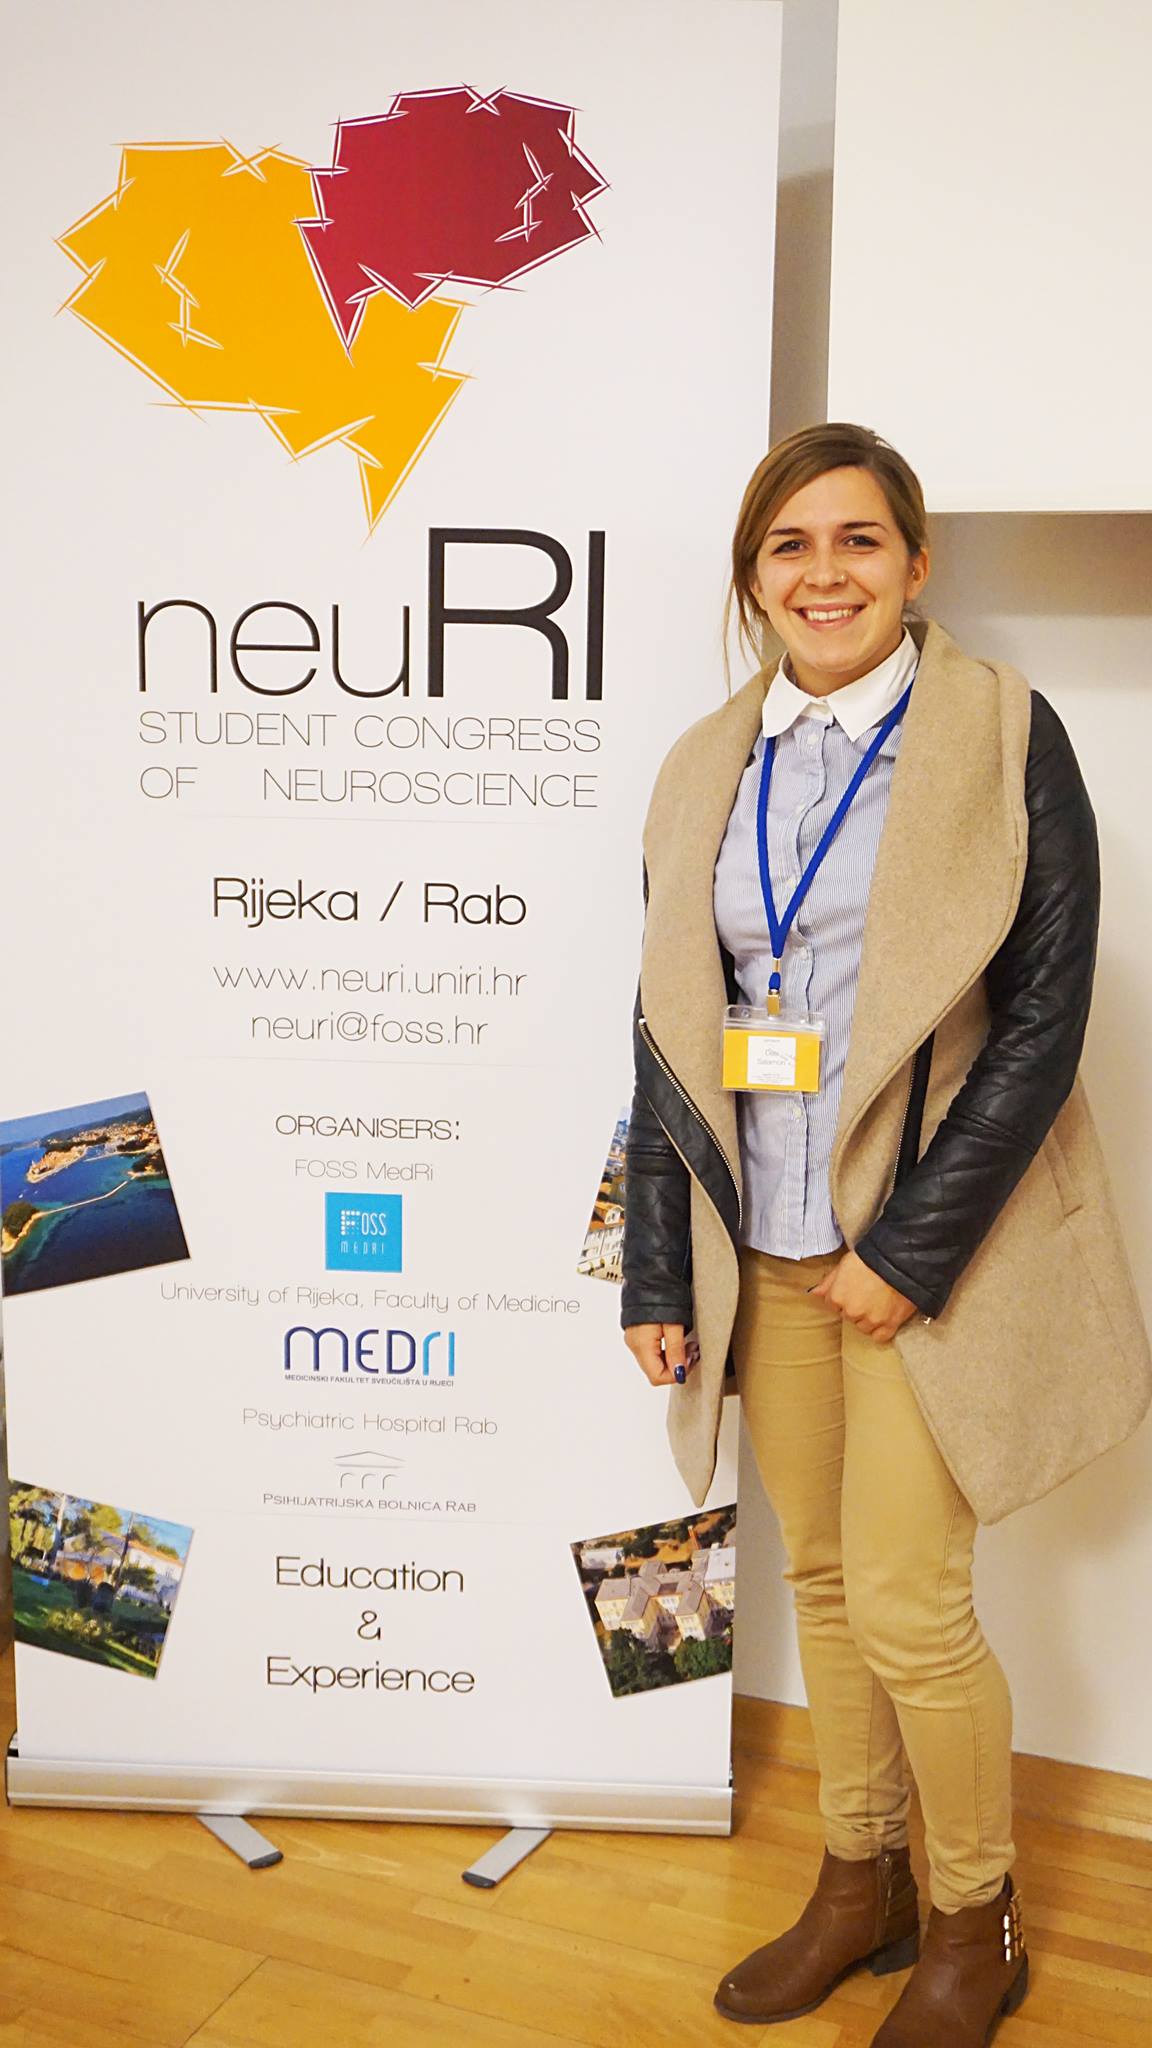 neuRI
STUDENT CONGRESS
OF NEUROSCIENCE
Rijeka / Rab
www.neuri.uniri.hr
neuri@foss.hr
ORGANISERS:
FOSS MedRi
FOSS
MEDRI
University of Rijeka, Faculty of Medicine
MEDRI
MEDICINSKI FAKULTET SVEUČILIŠTA U RIJECI
Psychiatric Hospital Rab
PSIHIJATRIJSKA BOLNICA RAB
Education
&
Experience
Salamon